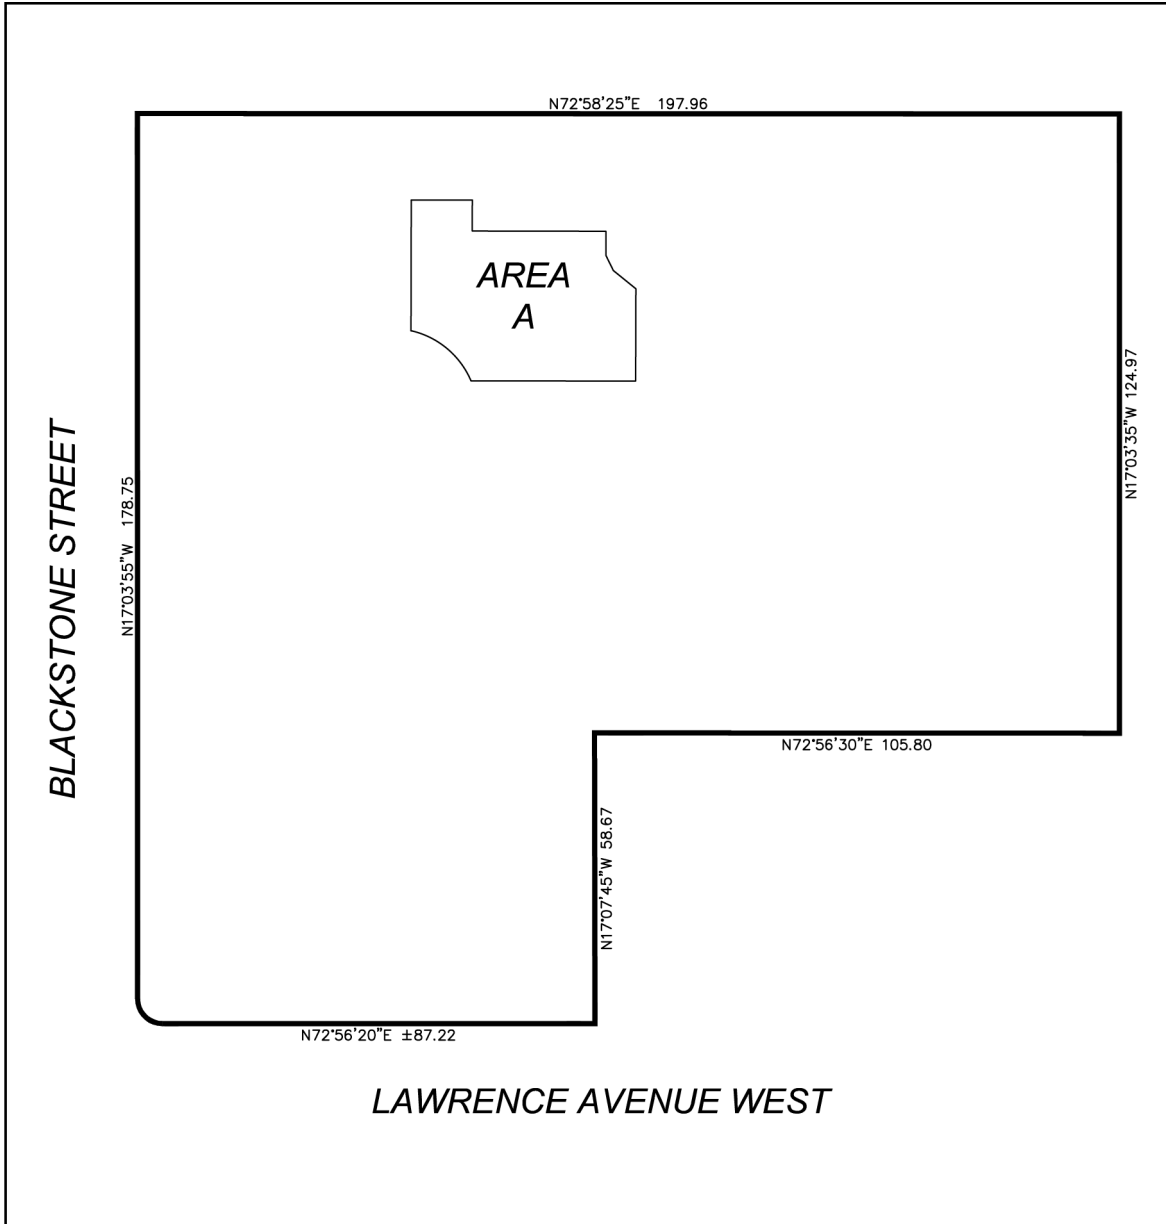 N72°58'25"E 197.96
AREA
A
N17°03'35"W 124.97
BLACKSTONE STREET
N17°03'55"W 178.75
N72°56'30"E 105.80
N17°07'45"W 58.67
N72°56'20"E ±87.22
LAWRENCE AVENUE WEST